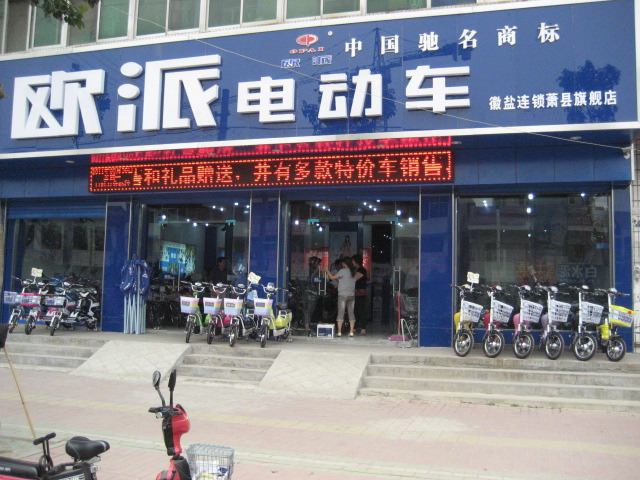 OPAI
欧派
中国驰名商标
欧派电动车
徽盐连锁萧县旗舰店
和礼品赠送，并有多款特价车销售